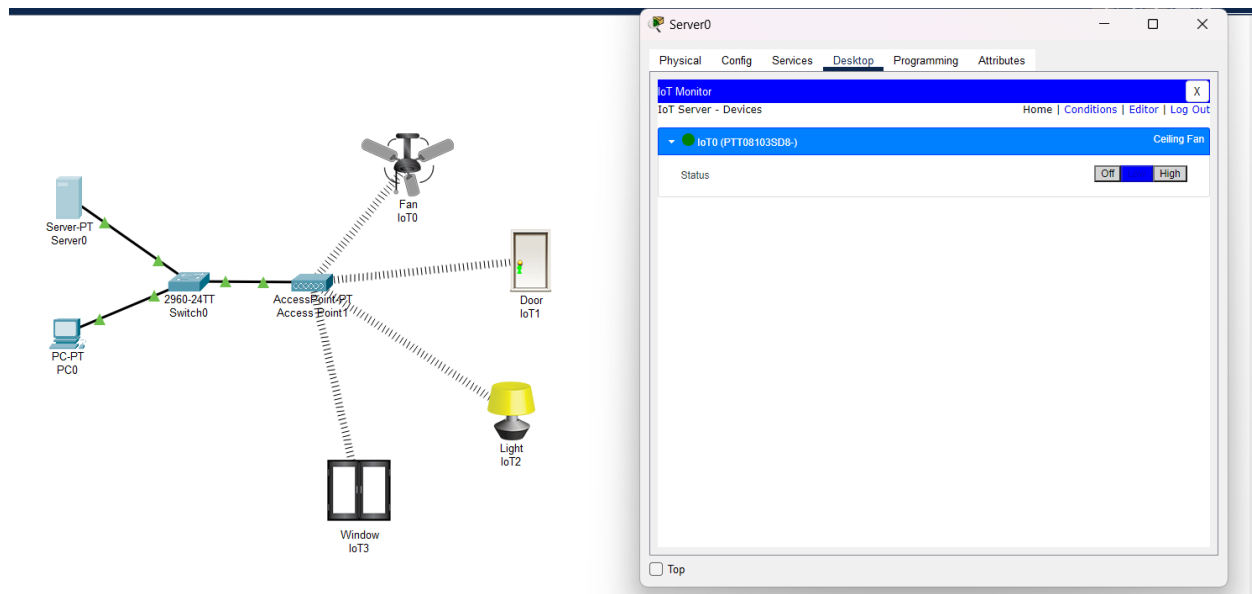 Server0
Physical Config Services Desktop Programming Attributes
IoT Monitor X
IoT Server - Devices Home | Conditions | Editor | Log Out
IoT0 (PTT08103SD8-) Ceiling Fan
Status Off High
Top
Fan
IoT0
Server-PT
Server0
2960-24TT
Switch0
AccessPoint-PT
Access Point1
Door
IoT1
PC-PT
PC0
Light
IoT2
Window
IoT3